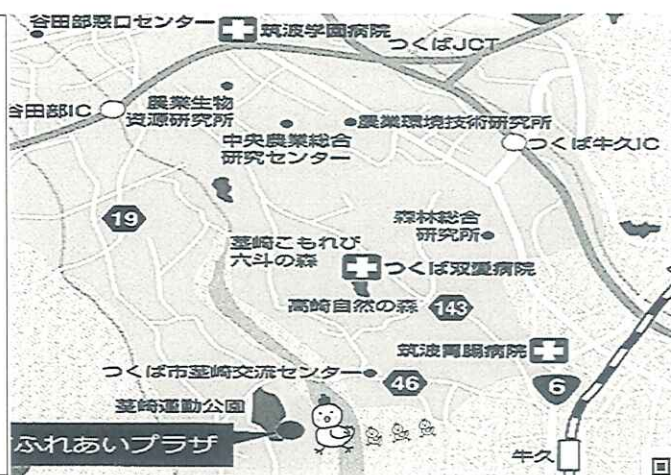 谷田部窓口センター
筑波学園病院
つくばJCT
谷田部IC
農業生物
資源研究所
中央農業総合
研究センター
農業環境技術研究所
つくば牛久IC
19
森林総合
研究所
茎崎こもれび
六斗の森
つくば双愛病院
高崎自然の森
143
筑波胃腸病院
つくば市茎崎交流センター
46
6
茎崎運動公園
ふれあいプラザ
牛久